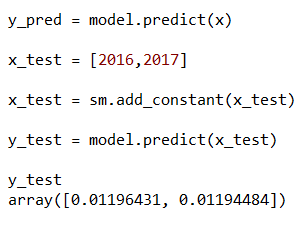 y_pred = model.predict(x)
x_test = [2016,2017]
x_test = sm.add_constant(x_test)
y_test = model.predict(x_test)
y_test
array([0.01196431, 0.01194484])